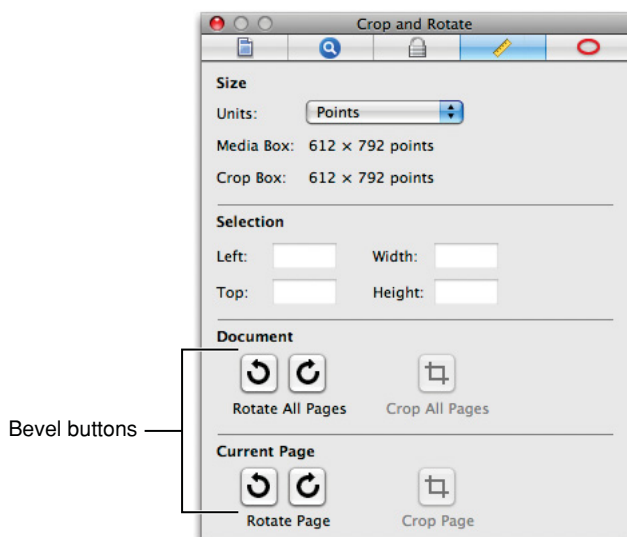 Crop and Rotate
Size
Units: Points
Media Box: 612 × 792 points
Crop Box: 612 × 792 points
Selection
Left: Width:
Top: Height:
Document
Rotate All Pages Crop All Pages
Bevel buttons
Current Page
Rotate Page Crop Page